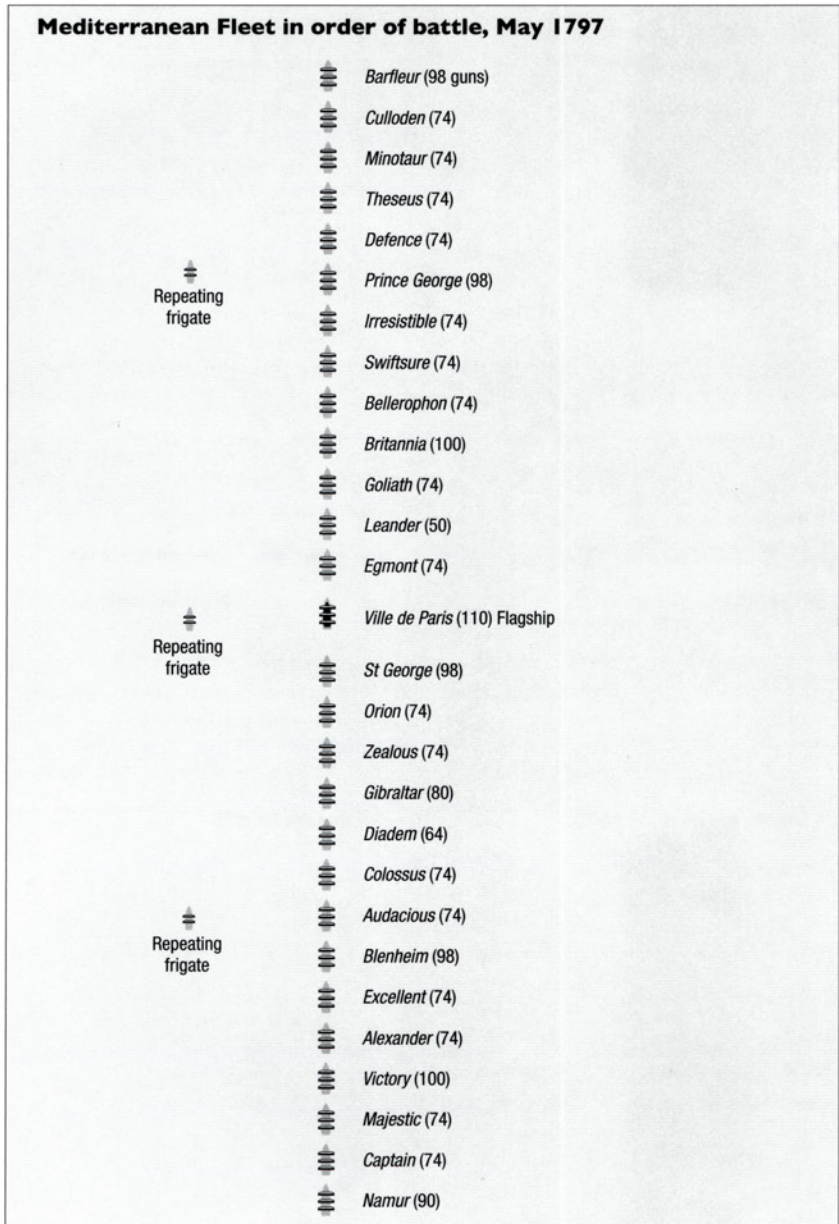 Mediterranean Fleet in order of battle, May 1797
Barfleur (98 guns)
Culloden (74)
Minotaur (74)
Theseus (74)
Defence (74)
Repeating
frigate
Prince George (98)
Irresistible (74)
Swiftsure (74)
Bellerophon (74)
Britannia (100)
Goliath (74)
Leander (50)
Egmont (74)
Ville de Paris (110) Flagship
Repeating
frigate
St George (98)
Orion (74)
Zealous (74)
Gibraltar (80)
Diadem (64)
Colossus (74)
Audacious (74)
Repeating
frigate
Blenheim (98)
Excellent (74)
Alexander (74)
Victory (100)
Majestic (74)
Captain (74)
Namur (90)